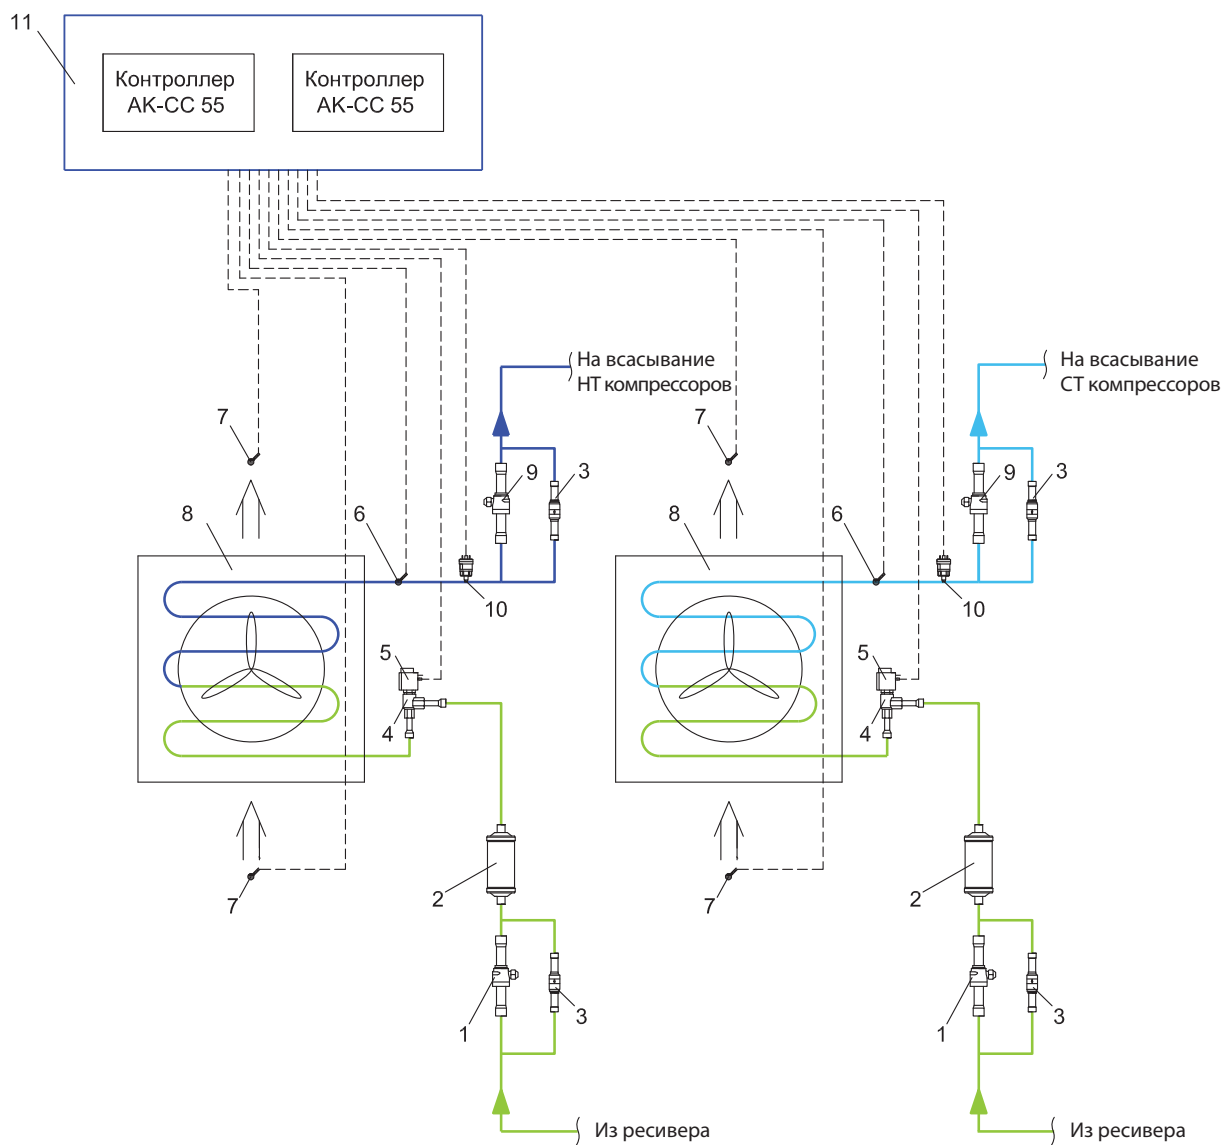 11
Контроллер
АК-СС 55
Контроллер
АК-СС 55
На всасывание
НТ компрессоров
На всасывание
СТ компрессоров
7
9
3
7
9
3
8
6
8
6
10
10
5
5
4
4
2
2
7
7
1
3
1
3
Из ресивера
Из ресивера